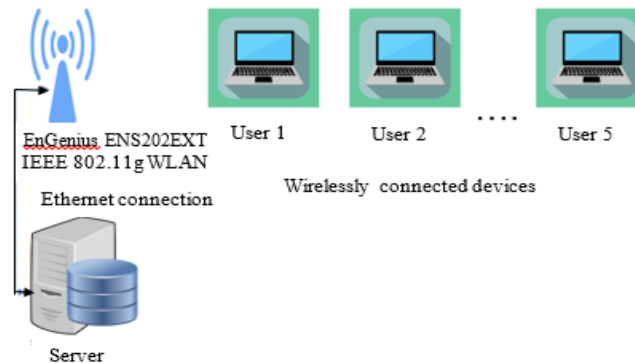 EnGenius ENS202EXT
IEEE 802.11g WLAN
User 1
User 2
....
User 5
Wirelessly connected devices
Ethernet connection
Server